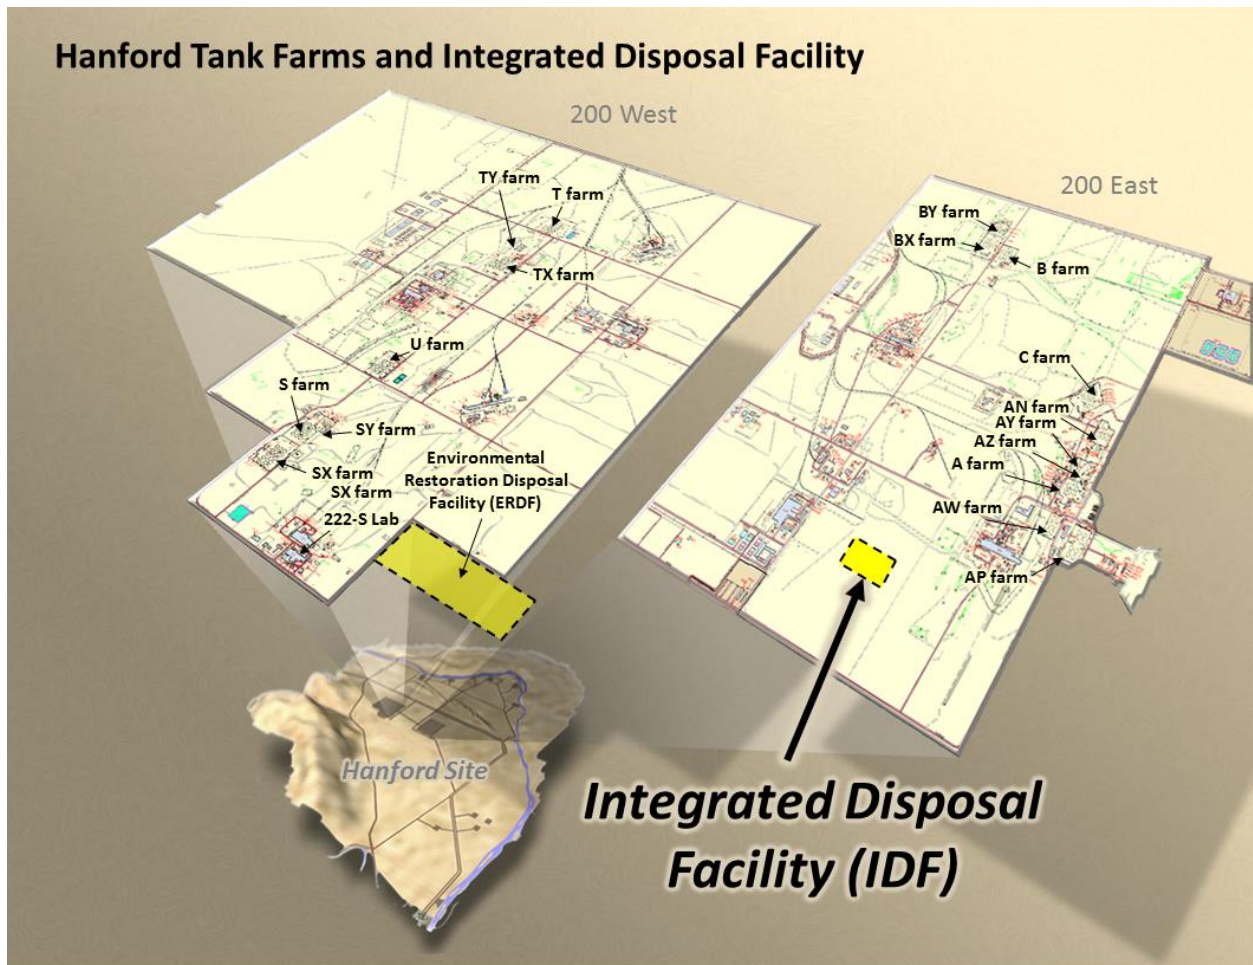 Hanford Tank Farms and Integrated Disposal Facility
200 West
TY farm
T farm
TX farm
U farm
S farm
SY farm
SX farm
SX farm
222-S Lab
Environmental
Restoration Disposal
Facility (ERDF)
200 East
BY farm
BX farm
B farm
C farm
AN farm
AY farm
AZ farm
A farm
AW farm
AP farm
Hanford Site
Integrated Disposal
Facility (IDF)